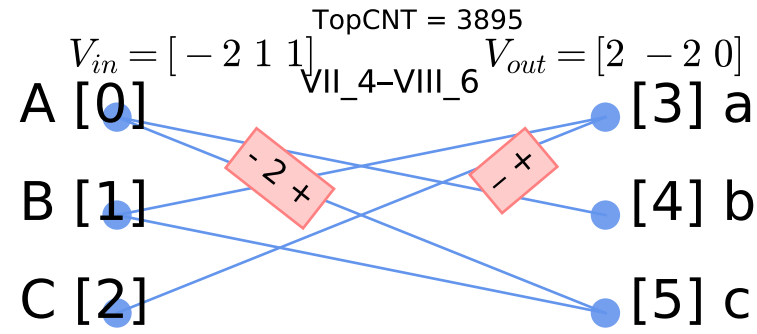 TopCNT = 3895
V_in = [ − 2 1 1]
V_out = [2 − 2 0]
VII_4–VIII_6
A [0]
[3] a
- 2 +
– +
B [1]
[4] b
C [2]
[5] c